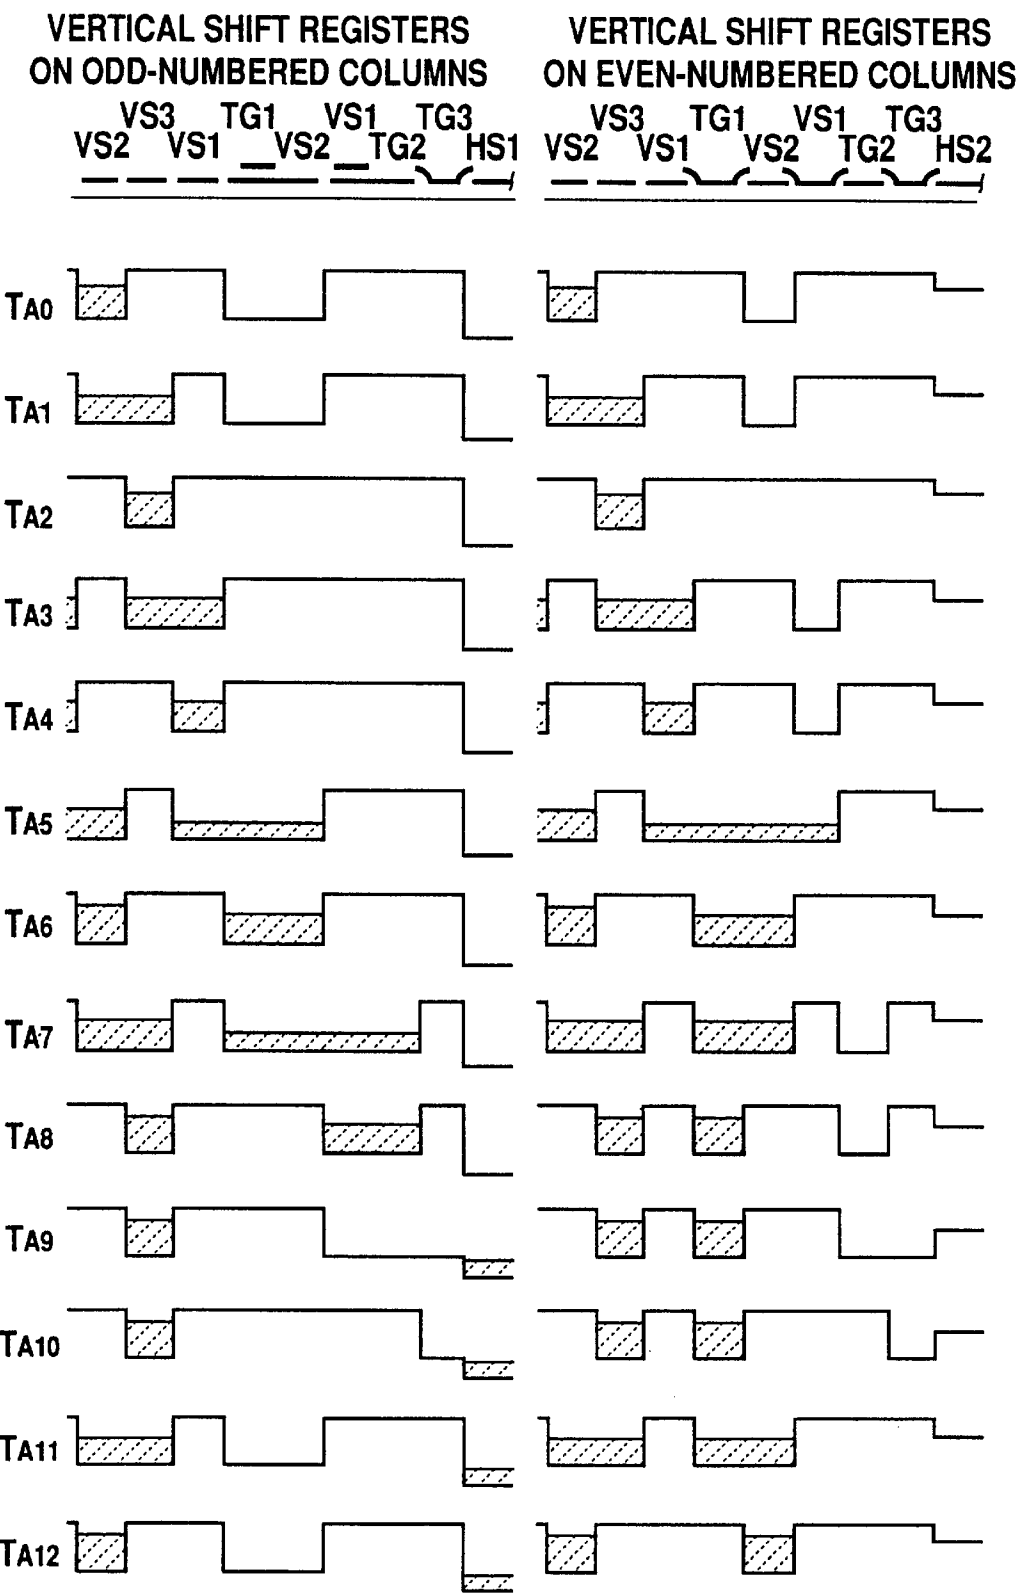 VERTICAL SHIFT REGISTERS
ON ODD-NUMBERED COLUMNS
VS3 TG1 VS1 TG3
VS2 VS1 VS2 TG2 HS1
VERTICAL SHIFT REGISTERS
ON EVEN-NUMBERED COLUMNS
VS3 TG1 VS1 TG3
VS2 VS1 VS2 TG2 HS2
TA0
TA1
TA2
TA3
TA4
TA5
TA6
TA7
TA8
TA9
TA10
TA11
TA12